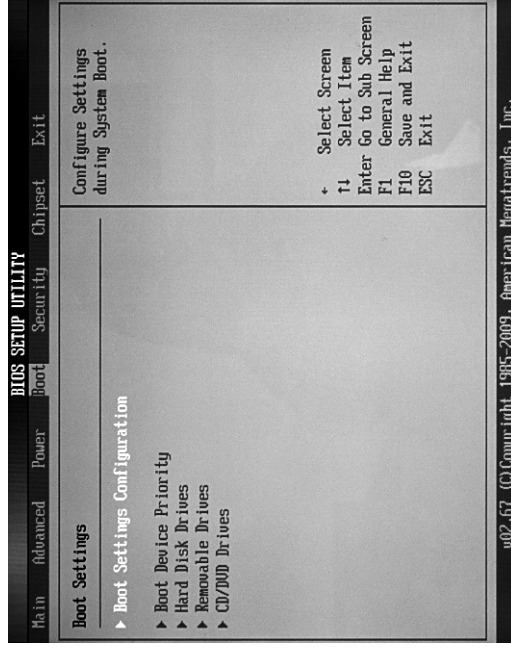 BIOS SETUP UTILITY
Main Advanced Power Boot Security Chipset Exit
Boot Settings
► Boot Settings Configuration
► Boot Device Priority
► Hard Disk Drives
► Removable Drives
► CD/DVD Drives
Configure Settings
during System Boot.
← Select Screen
↑↓ Select Item
Enter Go to Sub Screen
F1 General Help
F10 Save and Exit
ESC Exit
v02.67 (C)Copyright 1985-2009, American Megatrends, Inc.